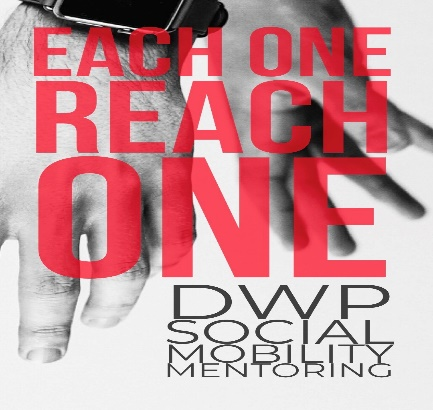 EACH ONE
REACH
ONE
DWP
SOCIAL
MOBILITY
MENTORING